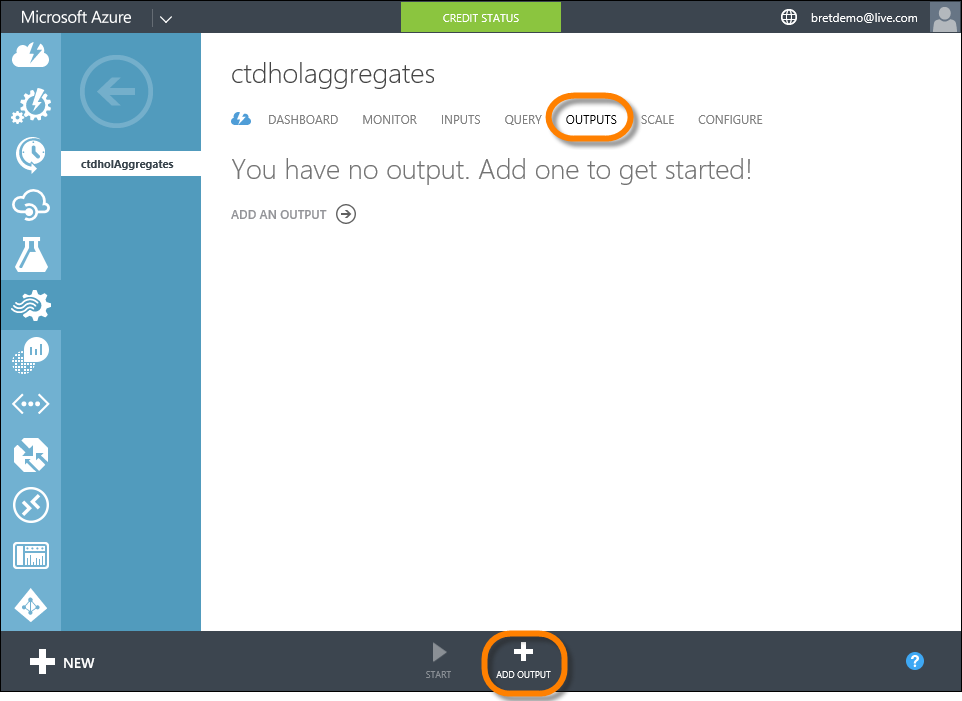 Microsoft Azure
CREDIT STATUS
bretdemo@live.com
ctdholAggregates
ctdholaggregates
DASHBOARD MONITOR INPUTS QUERY OUTPUTS SCALE CONFIGURE
You have no output. Add one to get started!
ADD AN OUTPUT
NEW
START
ADD OUTPUT
?